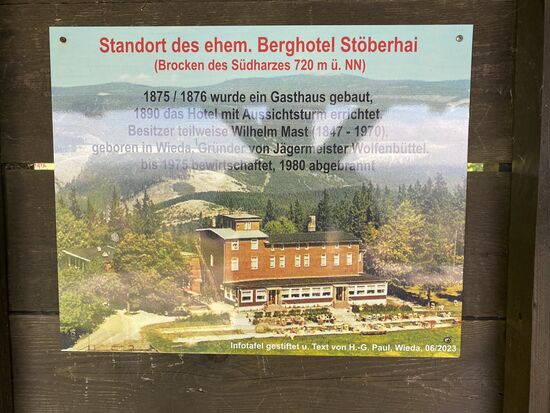 Standort des ehem. Berghotel Stöberhai
(Brocken des Südharzes 720 m ü. NN)
1875 / 1876 wurde ein Gasthaus gebaut,
1890 das Hotel mit Aussichtsturm errichtet.
Besitzer teilweise Wilhelm Mast (1847 - 1970),
geboren in Wieda. Gründer von Jägermeister Wolfenbüttel.
bis 1975 bewirtschaftet, 1980 abgebrannt
Infotafel gestiftet u. Text von H.-G. Paul, Wieda, 06/2023